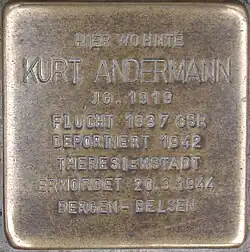 HIER WOHNTE
KURT ANDERMANN
JG. 1919
FLUCHT 1937 CSR
DEPORTIERT 1942
THERESIENSTADT
ERMORDET 20.3.1944
BERGEN-BELSEN